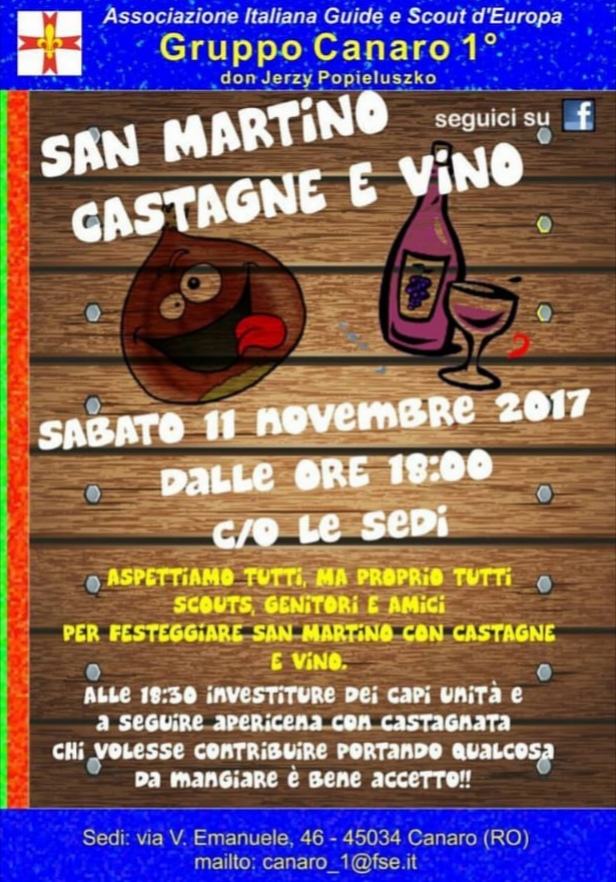 Associazione Italiana Guide e Scout d'Europa
Gruppo Canaro 1°
don Jerzy Popieluszko
seguici su f
SAN MARTINO
CASTAGNE E VINO
SABATO 11 NOVEMBRE 2017
DALLE ORE 18:00
C/O LE SEDI
ASPETTIAMO TUTTI, MA PROPRIO TUTTI
SCOUTS, GENITORI E AMICI
PER FESTEGGIARE SAN MARTINO CON CASTAGNE
E VINO.
ALLE 18:30 INVESTITURE DEI CAPI UNITÀ E
A SEGUIRE APERICENA CON CASTAGNATA
CHI VOLESSE CONTRIBUIRE PORTANDO QUALCOSA
DA MANGIARE È BENE ACCETTO!!
Sedi: via V. Emanuele, 46 - 45034 Canaro (RO)
mailto: canaro_1@fse.it